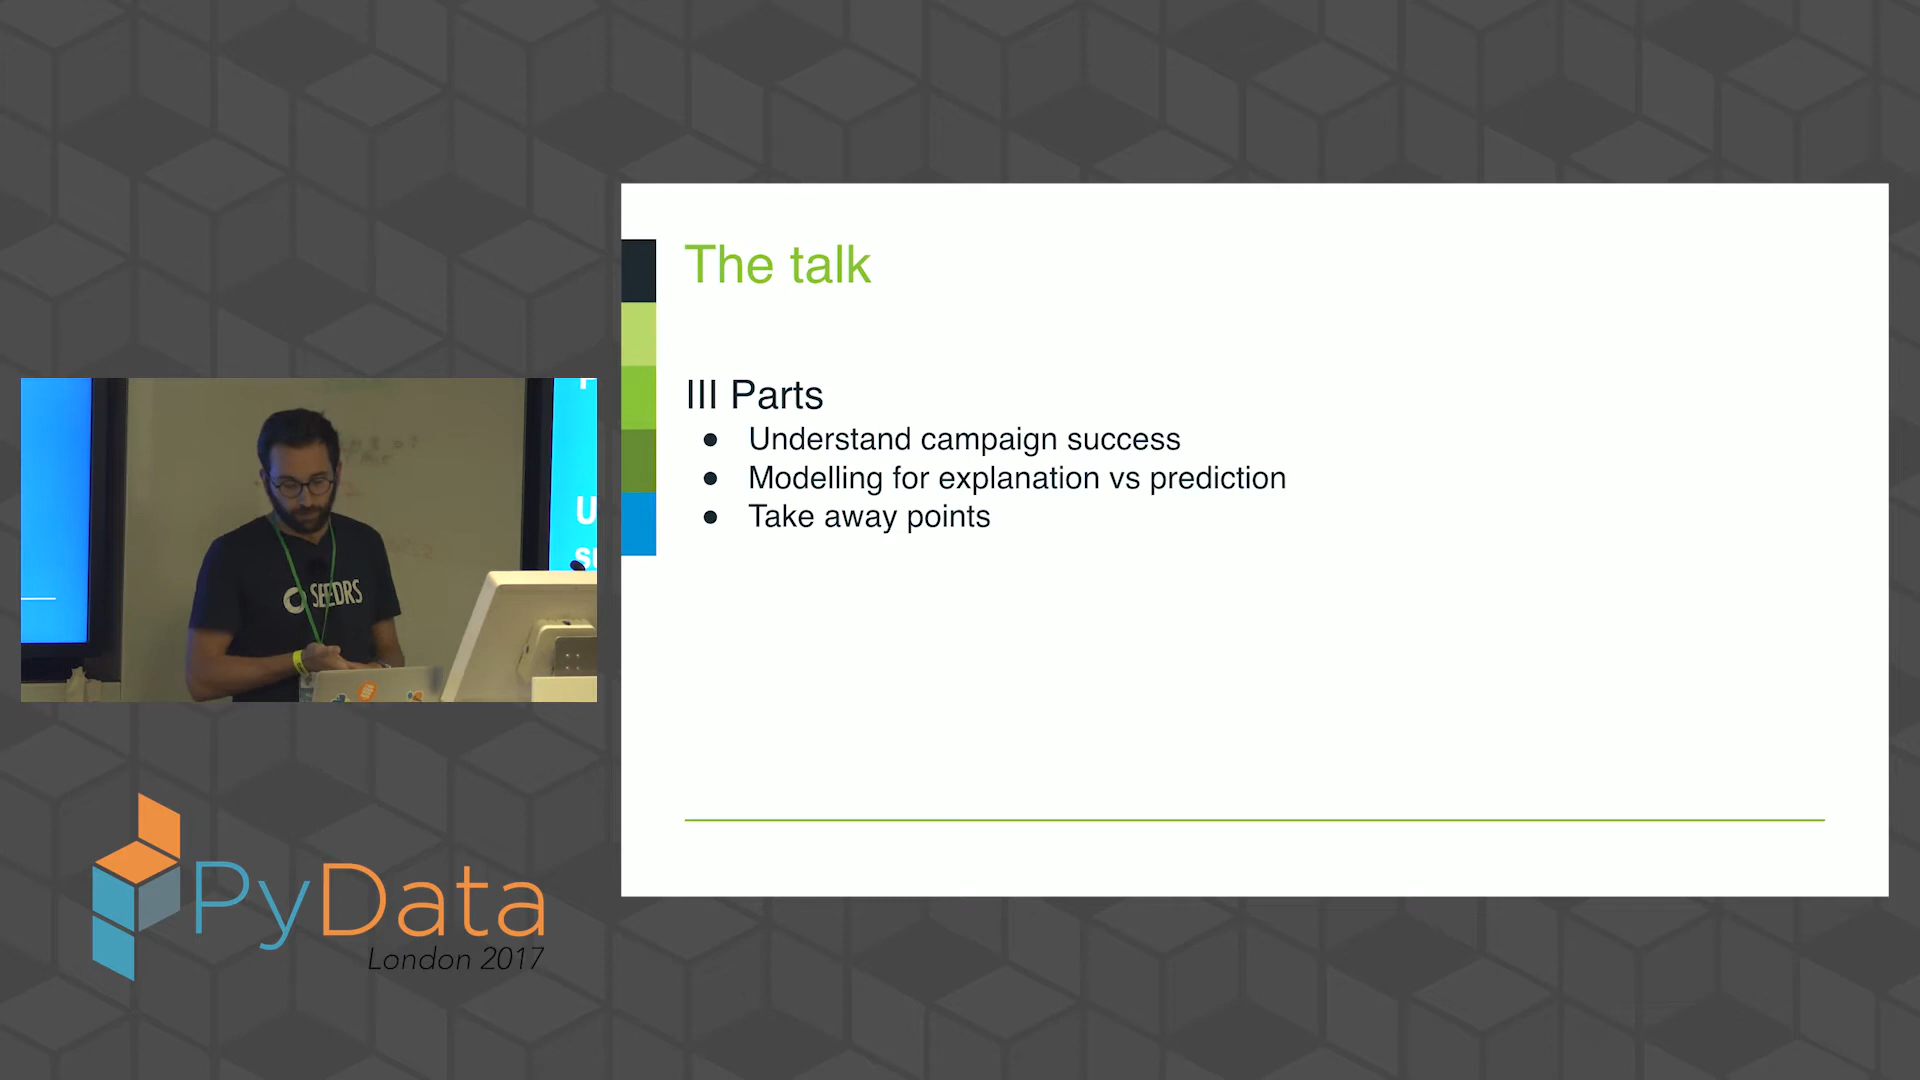 The talk
III Parts
• Understand campaign success
• Modelling for explanation vs prediction
• Take away points
SEEDRS
PyData
London 2017